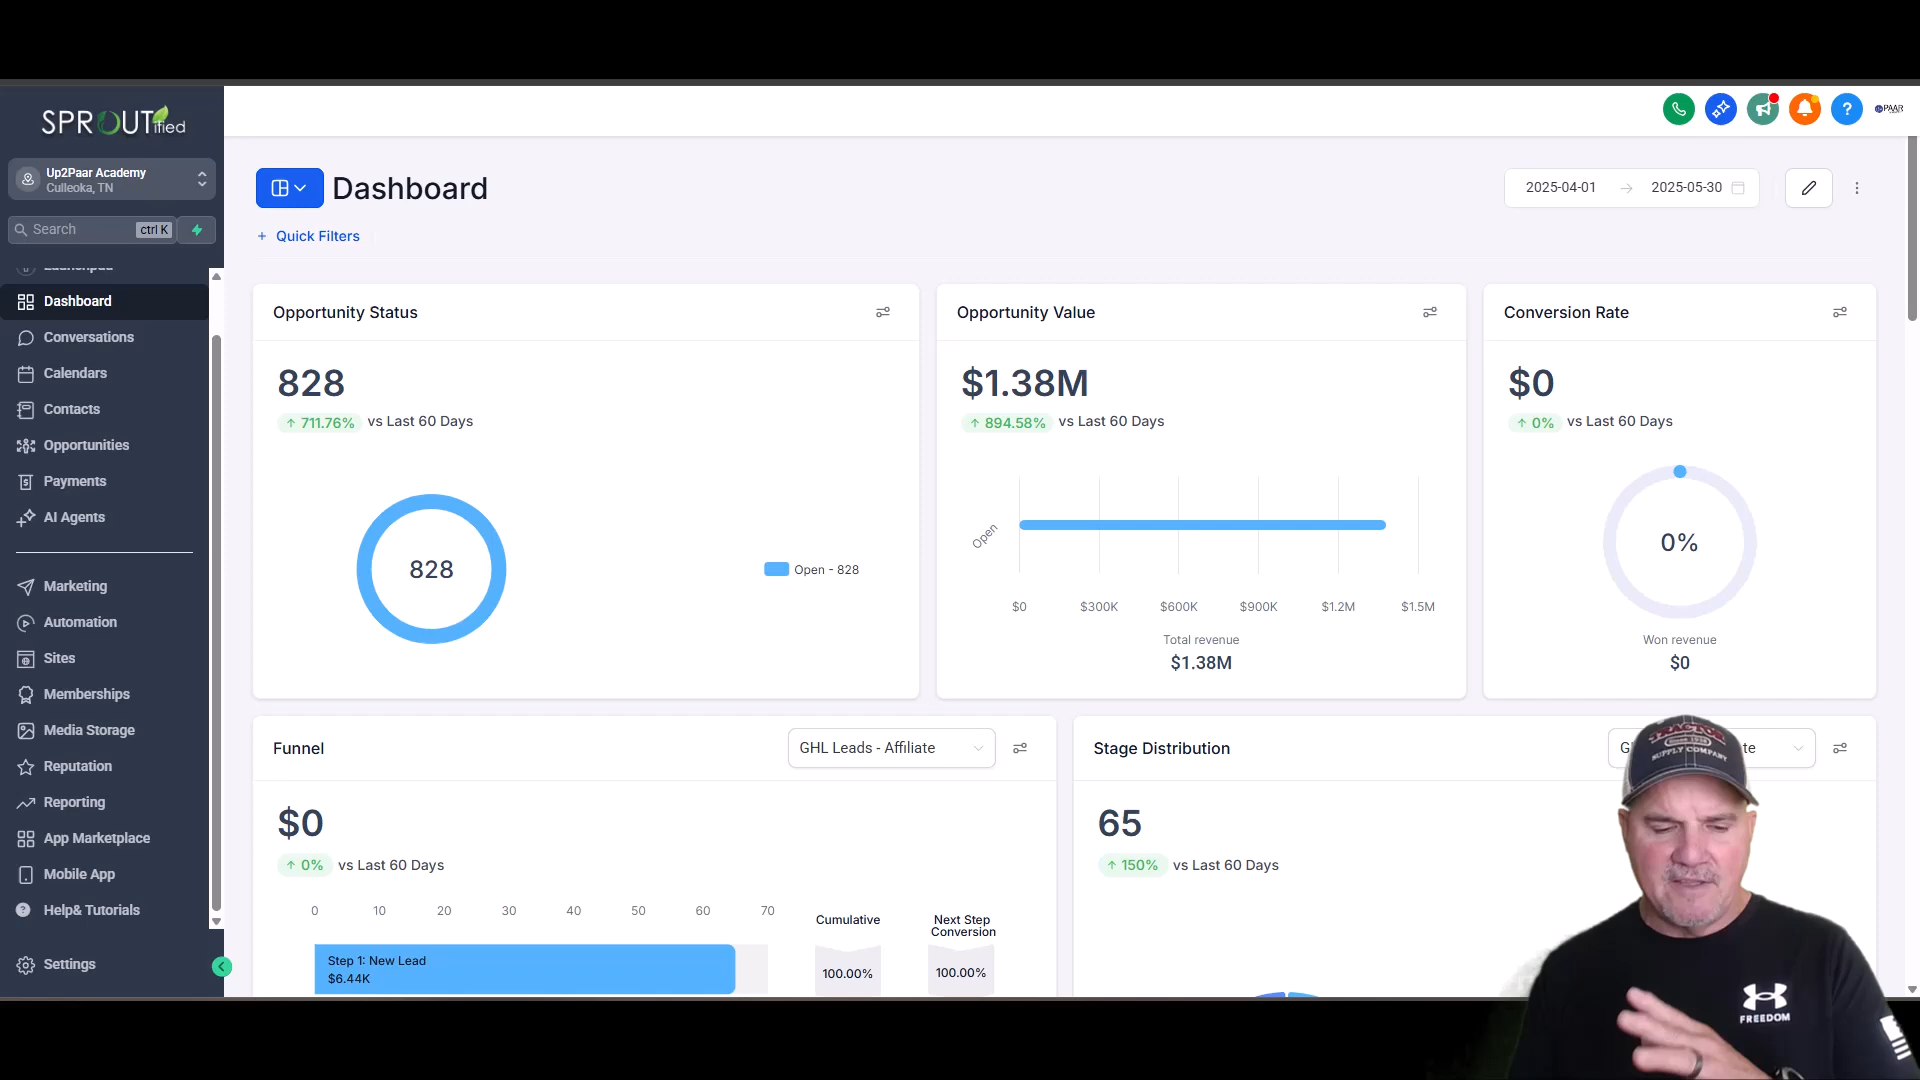 SPROUTified
Up2Paar Academy
Culleoka, TN
Search
ctrl K
Launchpad
Dashboard
Conversations
Calendars
Contacts
Opportunities
Payments
AI Agents
Marketing
Automation
Sites
Memberships
Media Storage
Reputation
Reporting
App Marketplace
Mobile App
Help& Tutorials
Settings
PAAR
Dashboard
2025-04-01
2025-05-30
+ Quick Filters
Opportunity Status
828
↑ 711.76% vs Last 60 Days
828
Open - 828
Opportunity Value
$1.38M
↑ 894.58% vs Last 60 Days
Open
$0 $300K $600K $900K $1.2M $1.5M
Total revenue
$1.38M
Conversion Rate
$0
↑ 0% vs Last 60 Days
0%
Won revenue
$0
Funnel
GHL Leads - Affiliate
$0
↑ 0% vs Last 60 Days
0 10 20 30 40 50 60 70
Cumulative
Next Step
Conversion
Step 1: New Lead
$6.44K
100.00%
100.00%
Stage Distribution
65
↑ 150% vs Last 60 Days
TRACTOR
SUPPLY COMPANY
FREEDOM